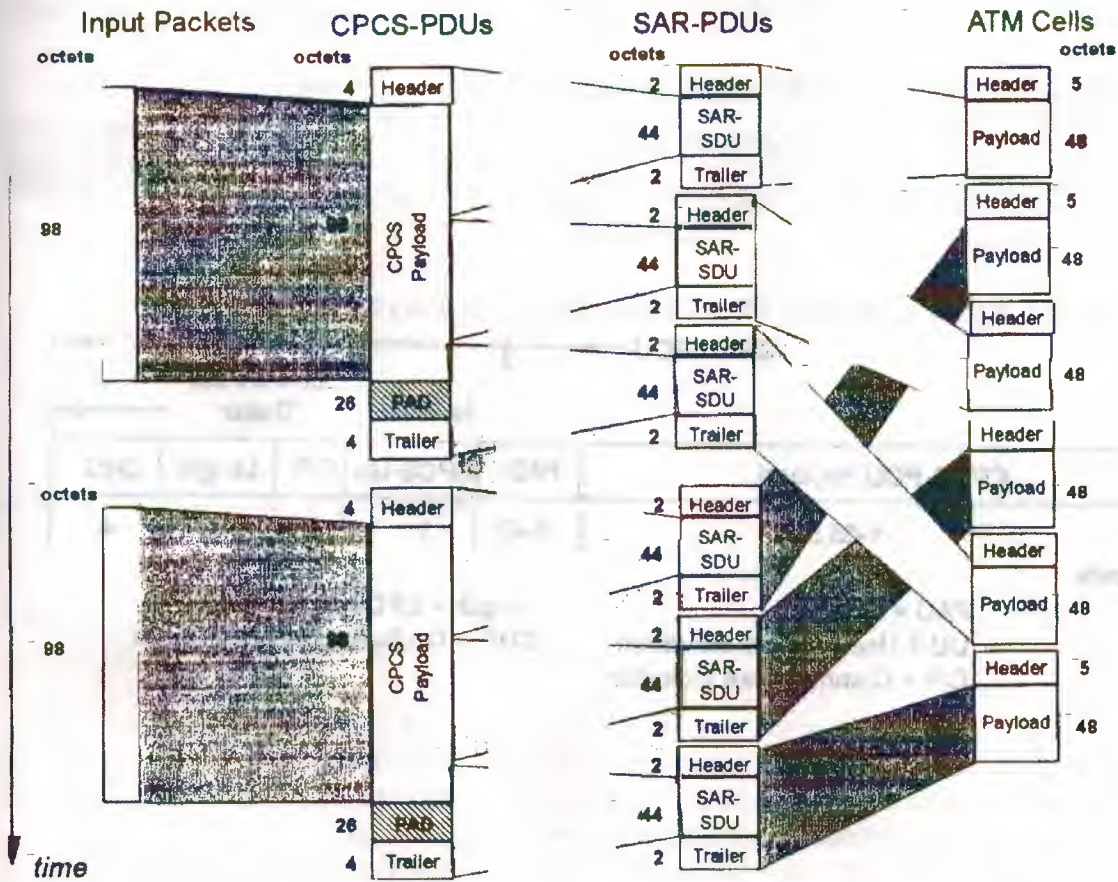 Input Packets CPCS-PDUs SAR-PDUs ATM Cells
octets octets octets octets
4 Header
98
98
CPCS
Payload
26 PAD
4 Trailer
octets
4 Header
98
98
CPCS
Payload
26 PAD
4 Trailer
time
2 Header
44 SAR-
SDU
2 Trailer
2 Header
44 SAR-
SDU
2 Trailer
2 Header
44 SAR-
SDU
2 Trailer
2 Header
44 SAR-
SDU
2 Trailer
2 Header
44 SAR-
SDU
2 Trailer
2 Header
44 SAR-
SDU
2 Trailer
Header 5
Payload 48
Header 5
Payload 48
Header
Payload 48
Header
Payload 48
Header
Payload 48
Header 5
Payload 48